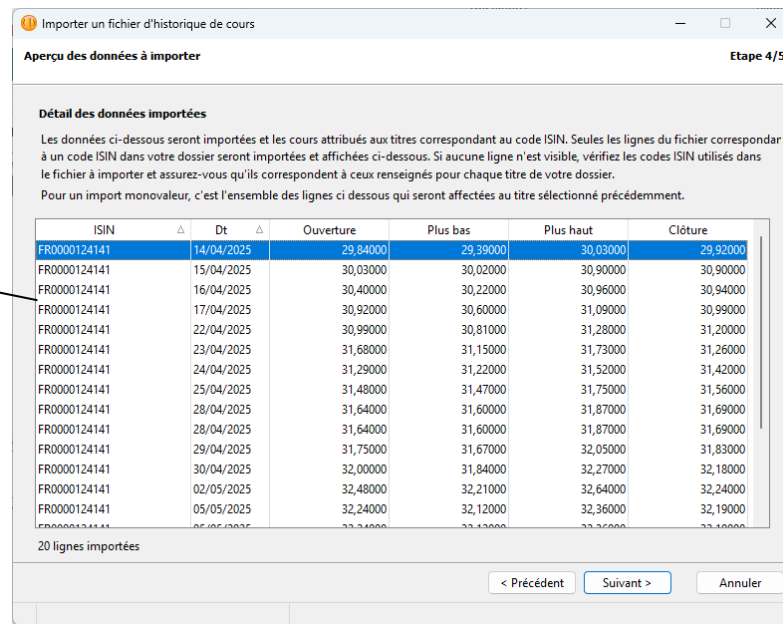 Importer un fichier d'historique de cours
Aperçu des données à importer Etape 4/5
Détail des données importées
Les données ci-dessous seront importées et les cours attribués aux titres correspondant au code ISIN. Seules les lignes du fichier correspondan
à un code ISIN dans votre dossier seront importées et affichées ci-dessous. Si aucune ligne n'est visible, vérifiez les codes ISIN utilisés dans
le fichier à importer et assurez-vous qu'ils correspondent à ceux renseignés pour chaque titre de votre dossier.
Pour un import monovaleur, c'est l'ensemble des lignes ci dessous qui seront affectées au titre sélectionné précédemment.
ISIN Dt Ouverture Plus bas Plus haut Clôture
FR0000124141 14/04/2025 29,84000 29,39000 30,03000 29,92000
FR0000124141 15/04/2025 30,03000 30,02000 30,90000 30,90000
FR0000124141 16/04/2025 30,40000 30,22000 30,96000 30,94000
FR0000124141 17/04/2025 30,92000 30,60000 31,09000 30,99000
FR0000124141 22/04/2025 30,99000 30,81000 31,28000 31,20000
FR0000124141 23/04/2025 31,68000 31,15000 31,73000 31,26000
FR0000124141 24/04/2025 31,29000 31,22000 31,52000 31,42000
FR0000124141 25/04/2025 31,48000 31,47000 31,75000 31,56000
FR0000124141 28/04/2025 31,64000 31,60000 31,87000 31,69000
FR0000124141 28/04/2025 31,64000 31,60000 31,87000 31,69000
FR0000124141 29/04/2025 31,75000 31,67000 32,05000 31,83000
FR0000124141 30/04/2025 32,00000 31,84000 32,27000 32,18000
FR0000124141 02/05/2025 32,48000 32,21000 32,64000 32,24000
FR0000124141 05/05/2025 32,24000 32,12000 32,36000 32,19000
20 lignes importées
< Précédent Suivant > Annuler